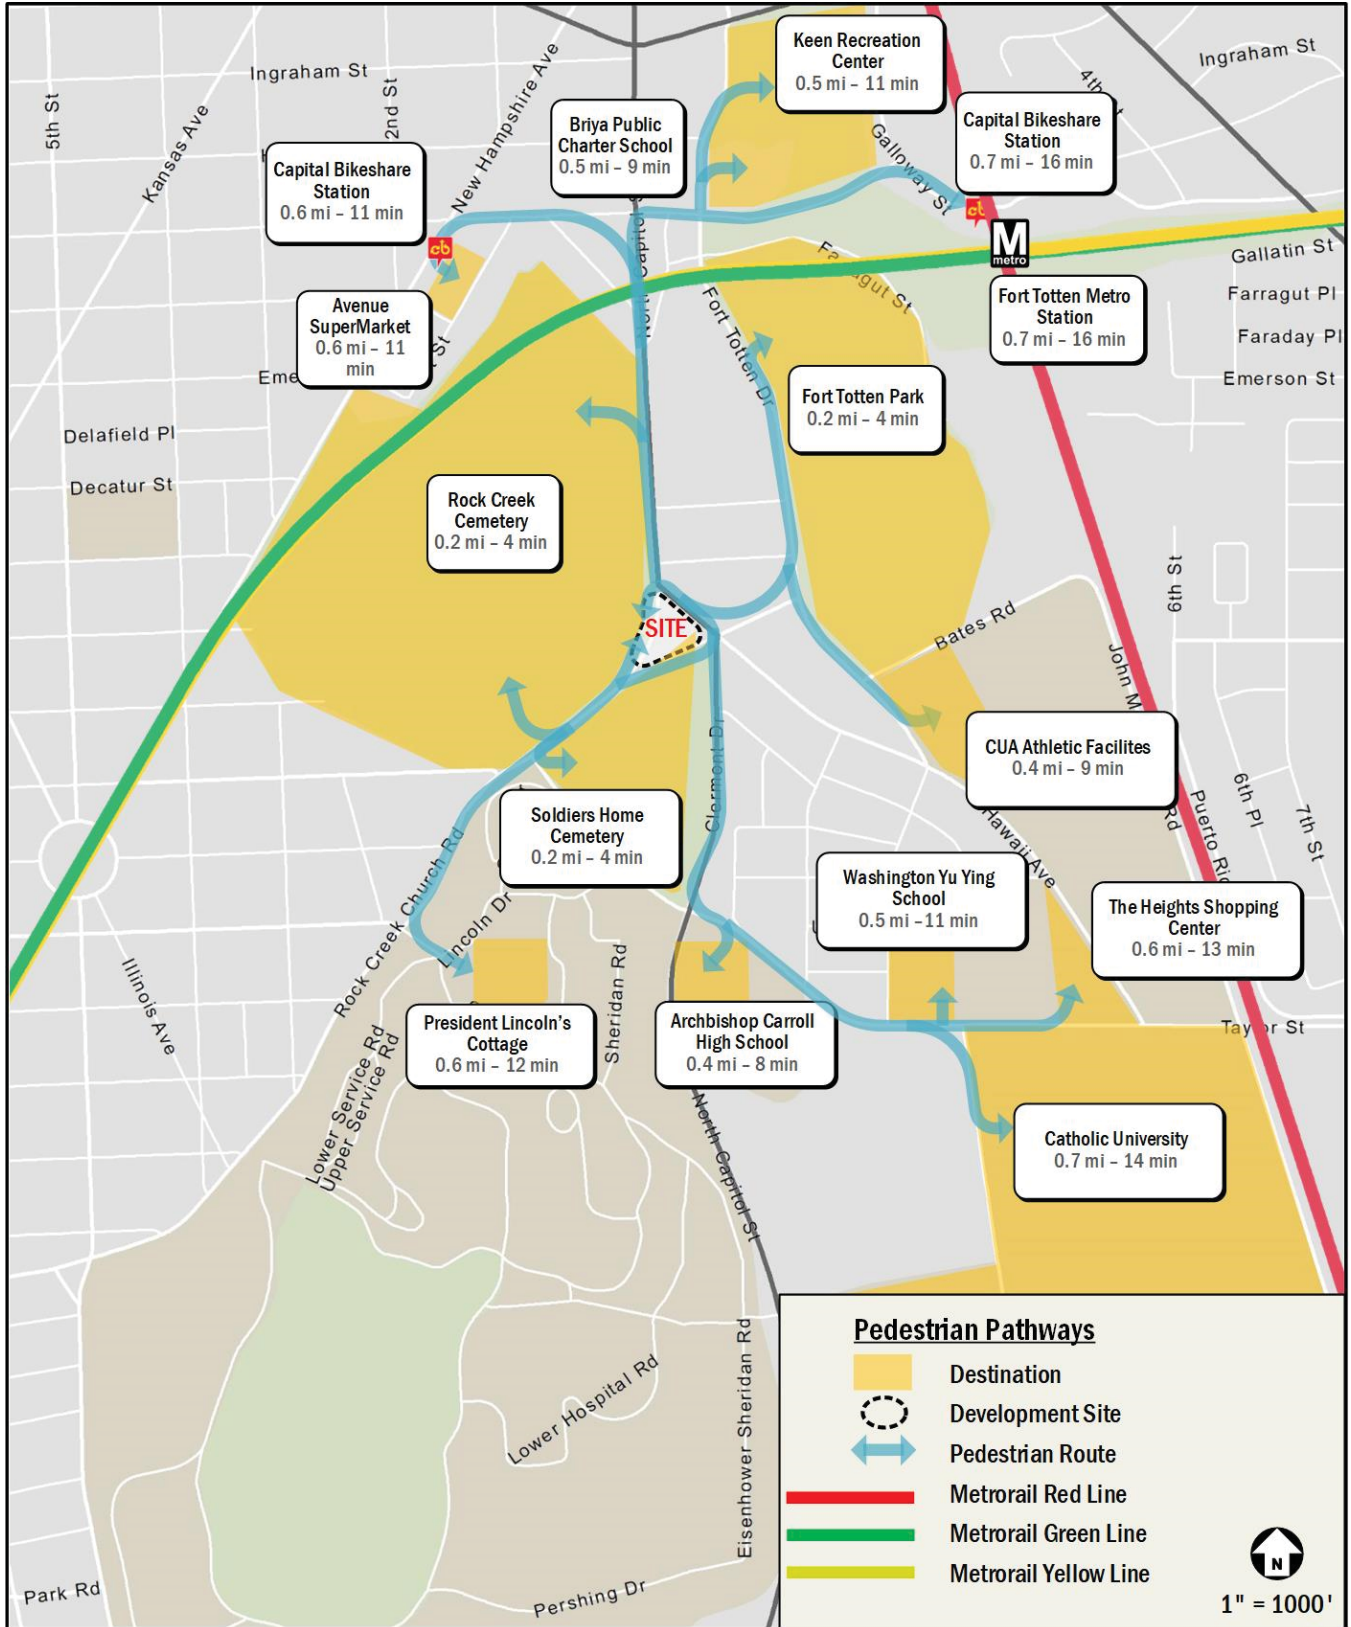 Ingraham St
5th St
Kansas Ave
2nd St
New Hampshire Ave
Keen Recreation
Center
0.5 mi – 11 min
Ingraham St
4th
Briya Public
Charter School
0.5 mi – 9 min
Capital Bikeshare
Station
0.7 mi – 16 min
Galloway St
Capital Bikeshare
Station
0.6 mi – 11 min
cb
cb
M
metro
Gallatin St
Farragut Pl
Faraday Pl
Emerson St
Fort Totten Metro
Station
0.7 mi – 16 min
Fort Totten Dr
Avenue
SuperMarket
0.6 mi – 11
min
St
Fort Totten Park
0.2 mi – 4 min
Delafield Pl
Decatur St
Rock Creek
Cemetery
0.2 mi – 4 min
SITE
6th St
Bates Rd
John M
Rd
CUA Athletic Facilites
0.4 mi – 9 min
Clermont Dr
Puerto Ric
6th Pl
7th St
Hawaii Ave
Soldiers Home
Cemetery
0.2 mi – 4 min
Washington Yu Ying
School
0.5 mi –11 min
The Heights Shopping
Center
0.6 mi – 13 min
Rock Creek Church Rd
Lincoln Dr
Illinois Ave
Sheridan Rd
President Lincoln's
Cottage
0.6 mi – 12 min
Archbishop Carroll
High School
0.4 mi – 8 min
Taylor St
Lower Service Rd
Upper Service Rd
North Capitol St
Catholic University
0.7 mi – 14 min
Lower Hospital Rd
Eisenhower Sheridan Rd
Park Rd
Pershing Dr
Pedestrian Pathways
Destination
Development Site
Pedestrian Route
Metrorail Red Line
Metrorail Green Line
Metrorail Yellow Line
N
1" = 1000'